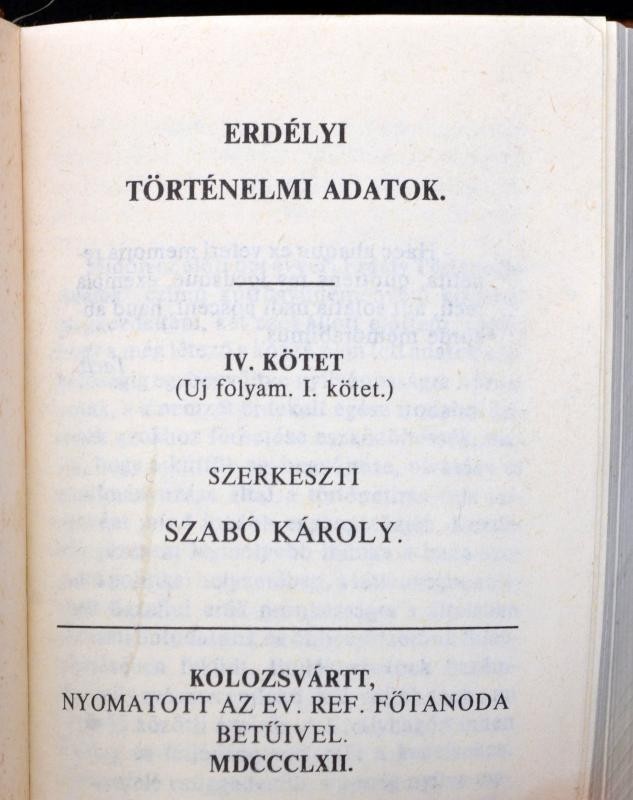 ERDÉLYI
TÖRTÉNELMI ADATOK.
IV. KÖTET
(Uj folyam. I. kötet.)
SZERKESZTI
SZABÓ KÁROLY.
KOLOZSVÁRTT,
NYOMATOTT AZ EV. REF. FŐTANODA
BETŰIVEL.
MDCCCLXII.